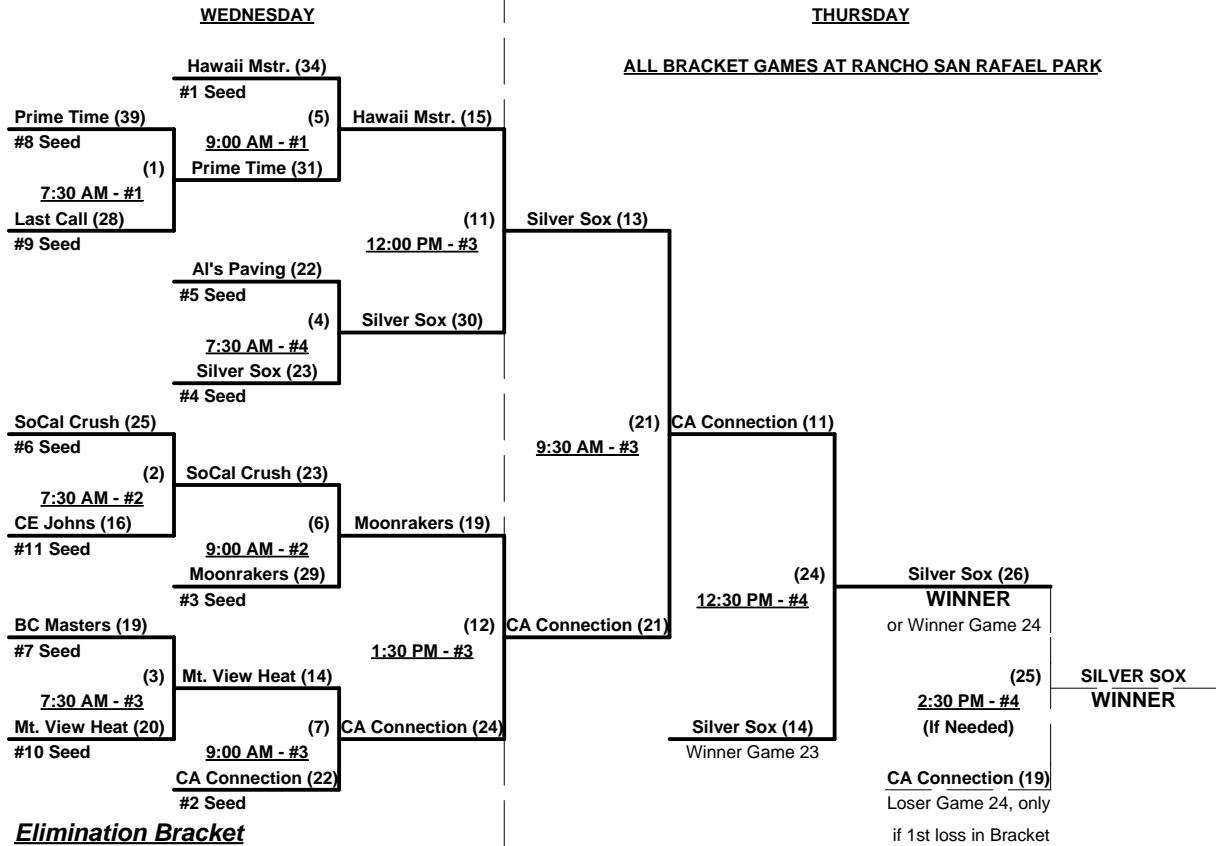 WEDNESDAY
THURSDAY
ALL BRACKET GAMES AT RANCHO SAN RAFAEL PARK
Hawaii Mstr. (34)
#1 Seed
Prime Time (39)
#8 Seed
(5)
9:00 AM - #1
Hawaii Mstr. (15)
(1)
7:30 AM - #1
Prime Time (31)
Last Call (28)
#9 Seed
(11)
12:00 PM - #3
Silver Sox (13)
Al's Paving (22)
#5 Seed
(4)
7:30 AM - #4
Silver Sox (30)
Silver Sox (23)
#4 Seed
SoCal Crush (25)
#6 Seed
(21)
9:30 AM - #3
CA Connection (11)
(2)
7:30 AM - #2
SoCal Crush (23)
CE Johns (16)
#11 Seed
(6)
9:00 AM - #2
Moonrakers (19)
Moonrakers (29)
#3 Seed
(24)
12:30 PM - #4
Silver Sox (26)
WINNER
or Winner Game 24
BC Masters (19)
#7 Seed
(12)
1:30 PM - #3
CA Connection (21)
(3)
7:30 AM - #3
Mt. View Heat (14)
(25)
2:30 PM - #4
(If Needed)
SILVER SOX
WINNER
Mt. View Heat (20)
#10 Seed
(7)
9:00 AM - #3
CA Connection (24)
Silver Sox (14)
Winner Game 23
CA Connection (22)
#2 Seed
CA Connection (19)
Loser Game 24, only
if 1st loss in Bracket
Elimination Bracket